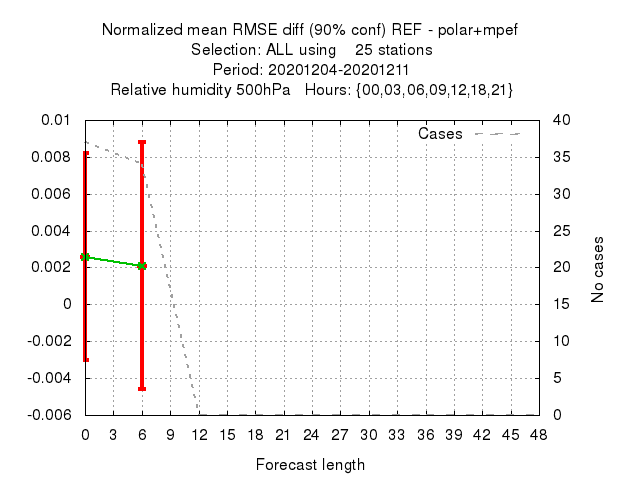 Normalized mean RMSE diff (90% conf) REF - polar+mpef
Selection: ALL using    25 stations
Period: 20201204-20201211
Relative humidity 500hPa   Hours: {00,03,06,09,12,18,21}
Cases
0.01
0.008
0.006
0.004
0.002
0
-0.002
-0.004
-0.006
40
35
30
25
20
15
10
5
0
No cases
0 3 6 9 12 15 18 21 24 27 30 33 36 39 42 45 48
Forecast length